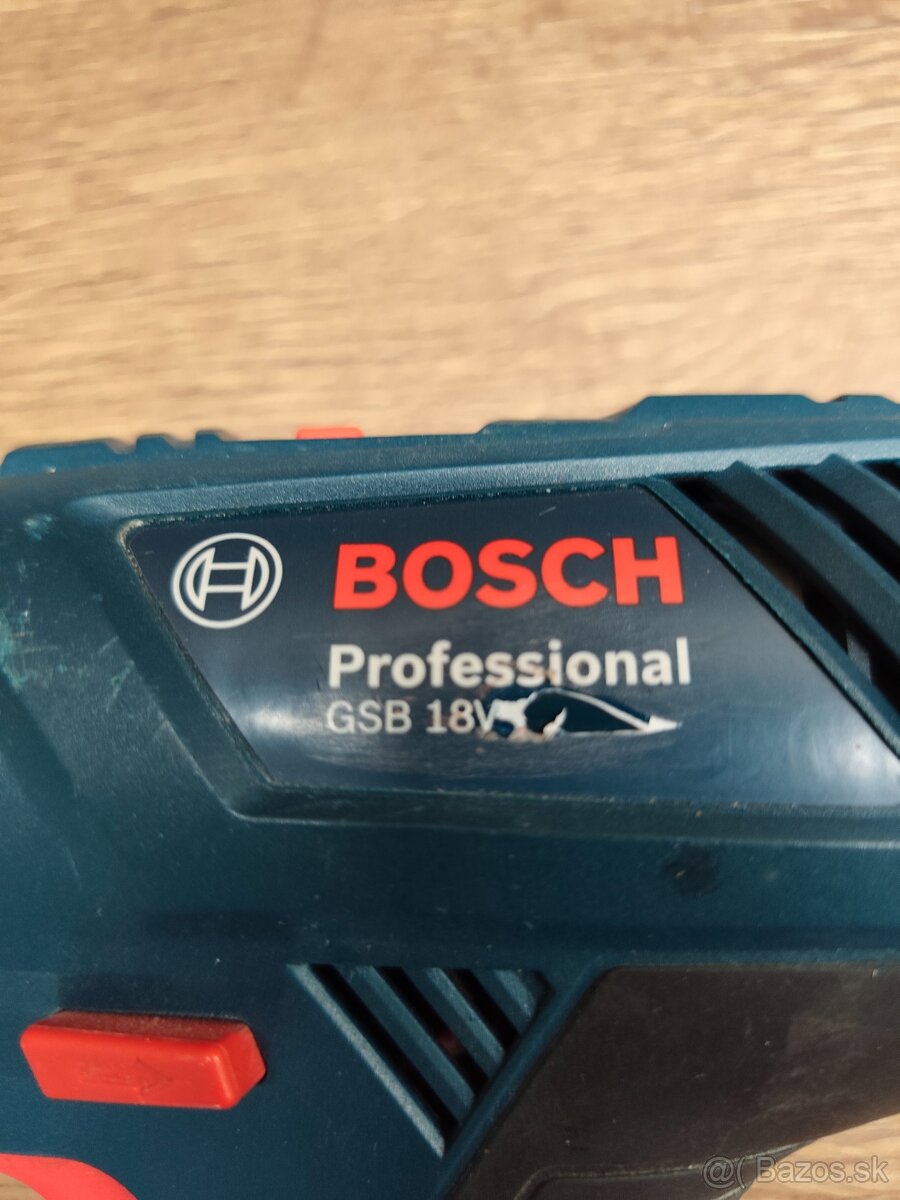 BOSCH
Professional
GSB 18V
@( Bazos.sk